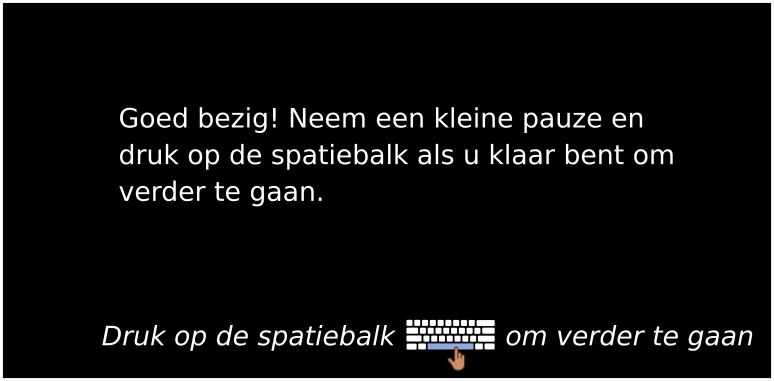 Goed bezig! Neem een kleine pauze en
druk op de spatiebalk als u klaar bent om
verder te gaan.
Druk op de spatiebalk om verder te gaan